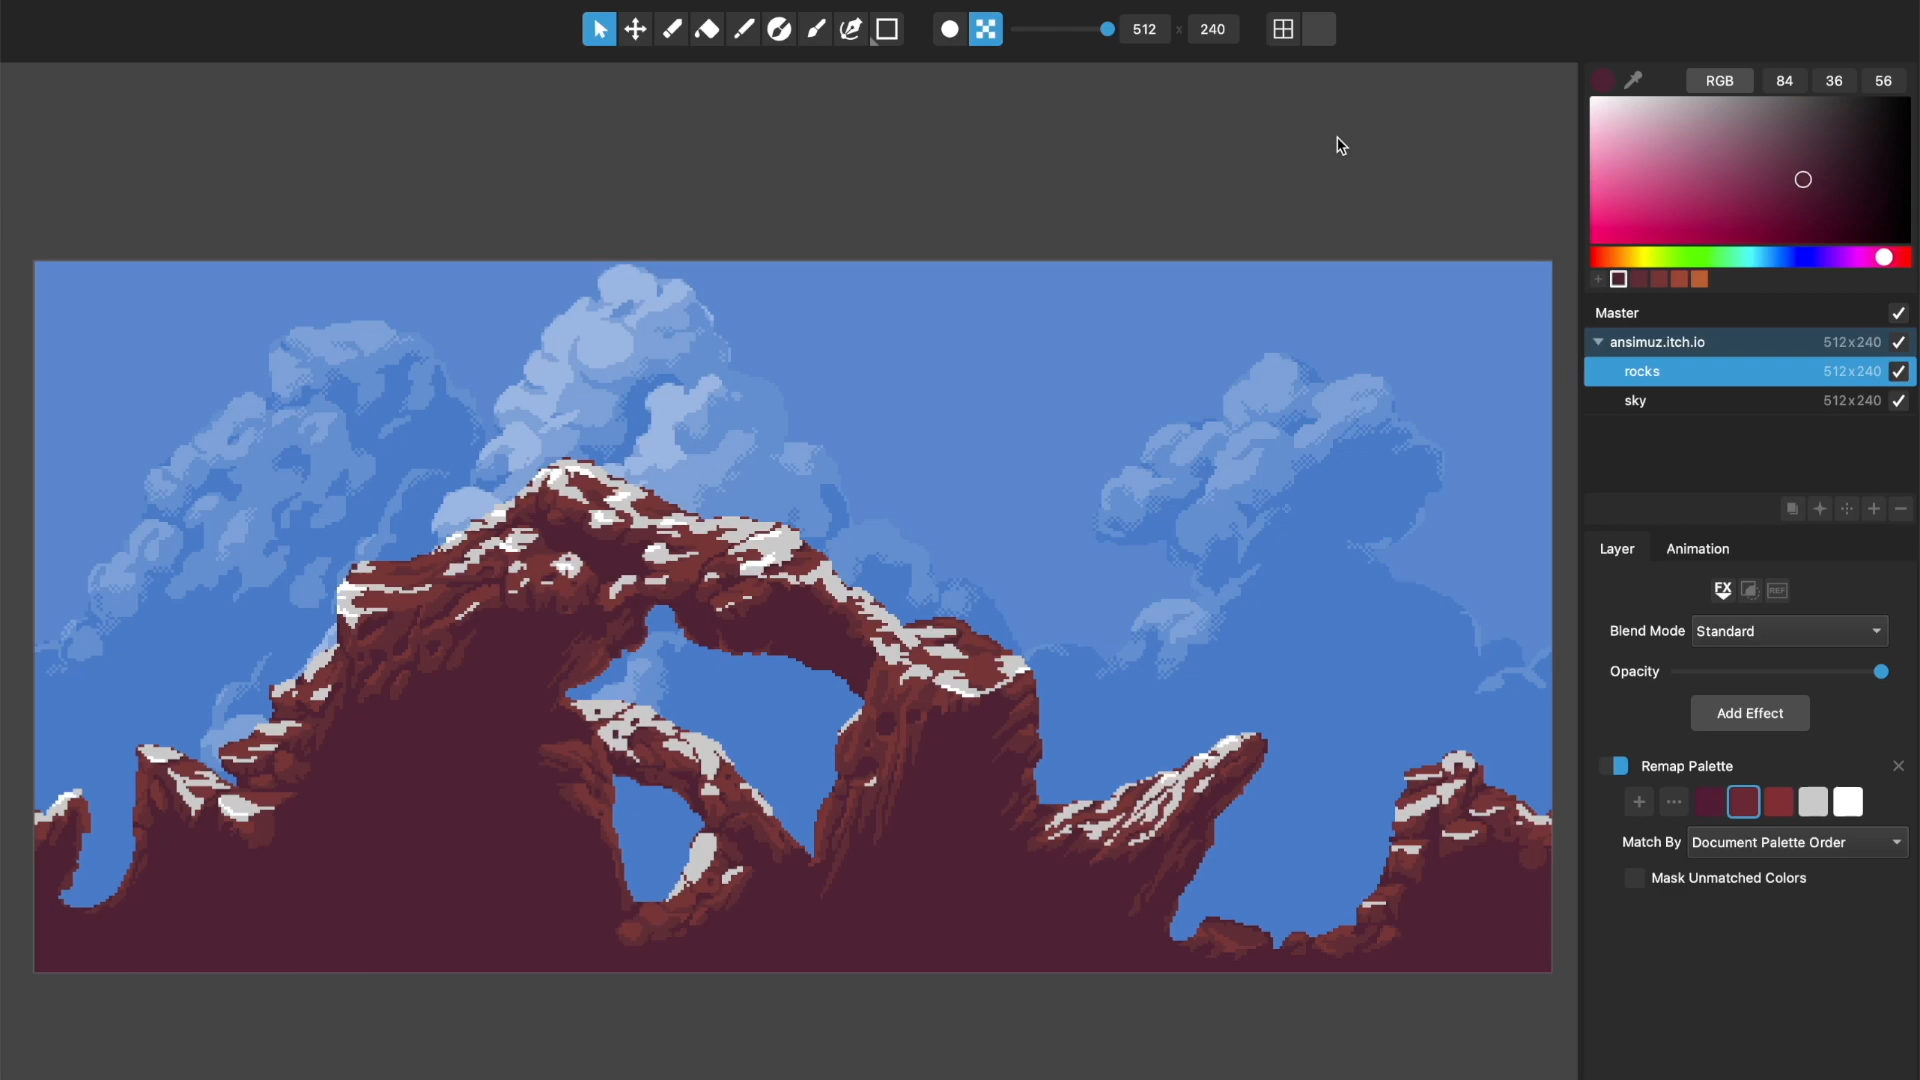 512 x 240
RGB 84 36 56
Master
ansimuz.itch.io 512x240
rocks 512x240
sky 512x240
Layer Animation
FX REF
Blend Mode Standard
Opacity
Add Effect
Remap Palette
Match By Document Palette Order
Mask Unmatched Colors